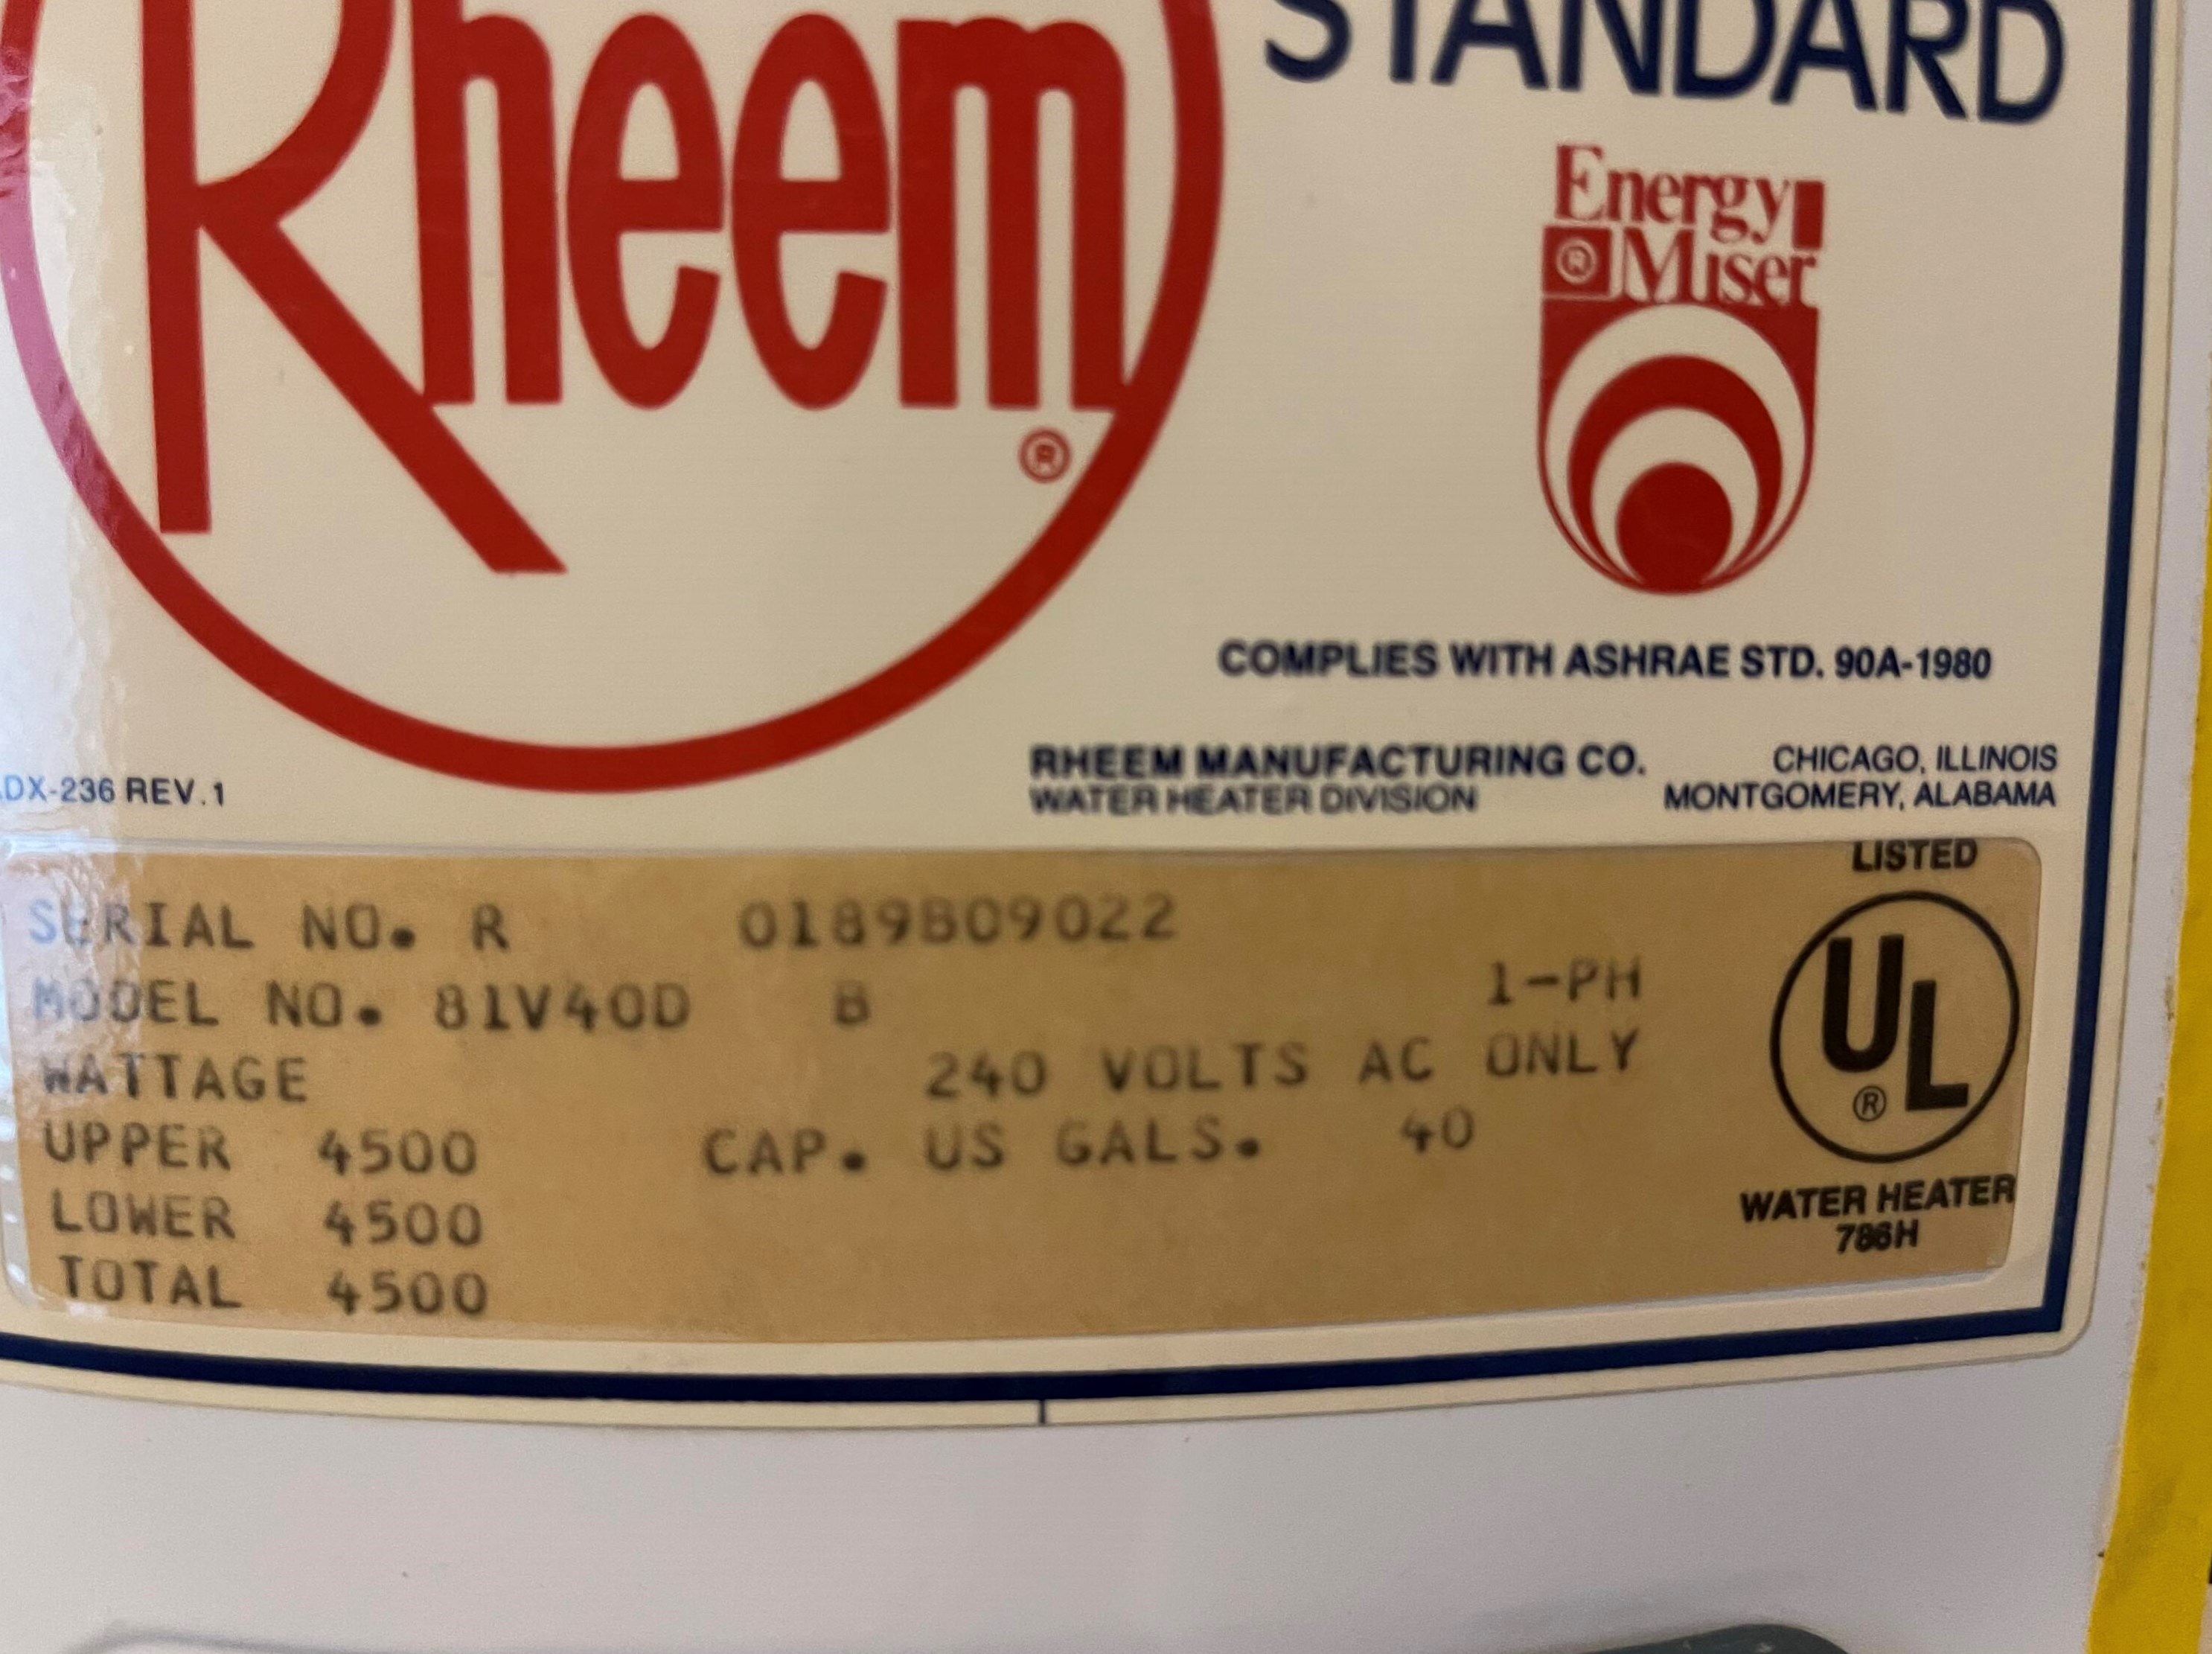 Rheem
®
STANDARD
Energy
® Miser
COMPLIES WITH ASHRAE STD. 90A-1980
RHEEM MANUFACTURING CO. CHICAGO, ILLINOIS
WATER HEATER DIVISION MONTGOMERY, ALABAMA
DX-236 REV.1
LISTED
SERIAL NO. R 0189B09022
MODEL NO. 81V40D B 1-PH
WATTAGE 240 VOLTS AC ONLY
UPPER 4500 CAP. US GALS. 40
LOWER 4500
TOTAL 4500
UL
®
WATER HEATER
786H